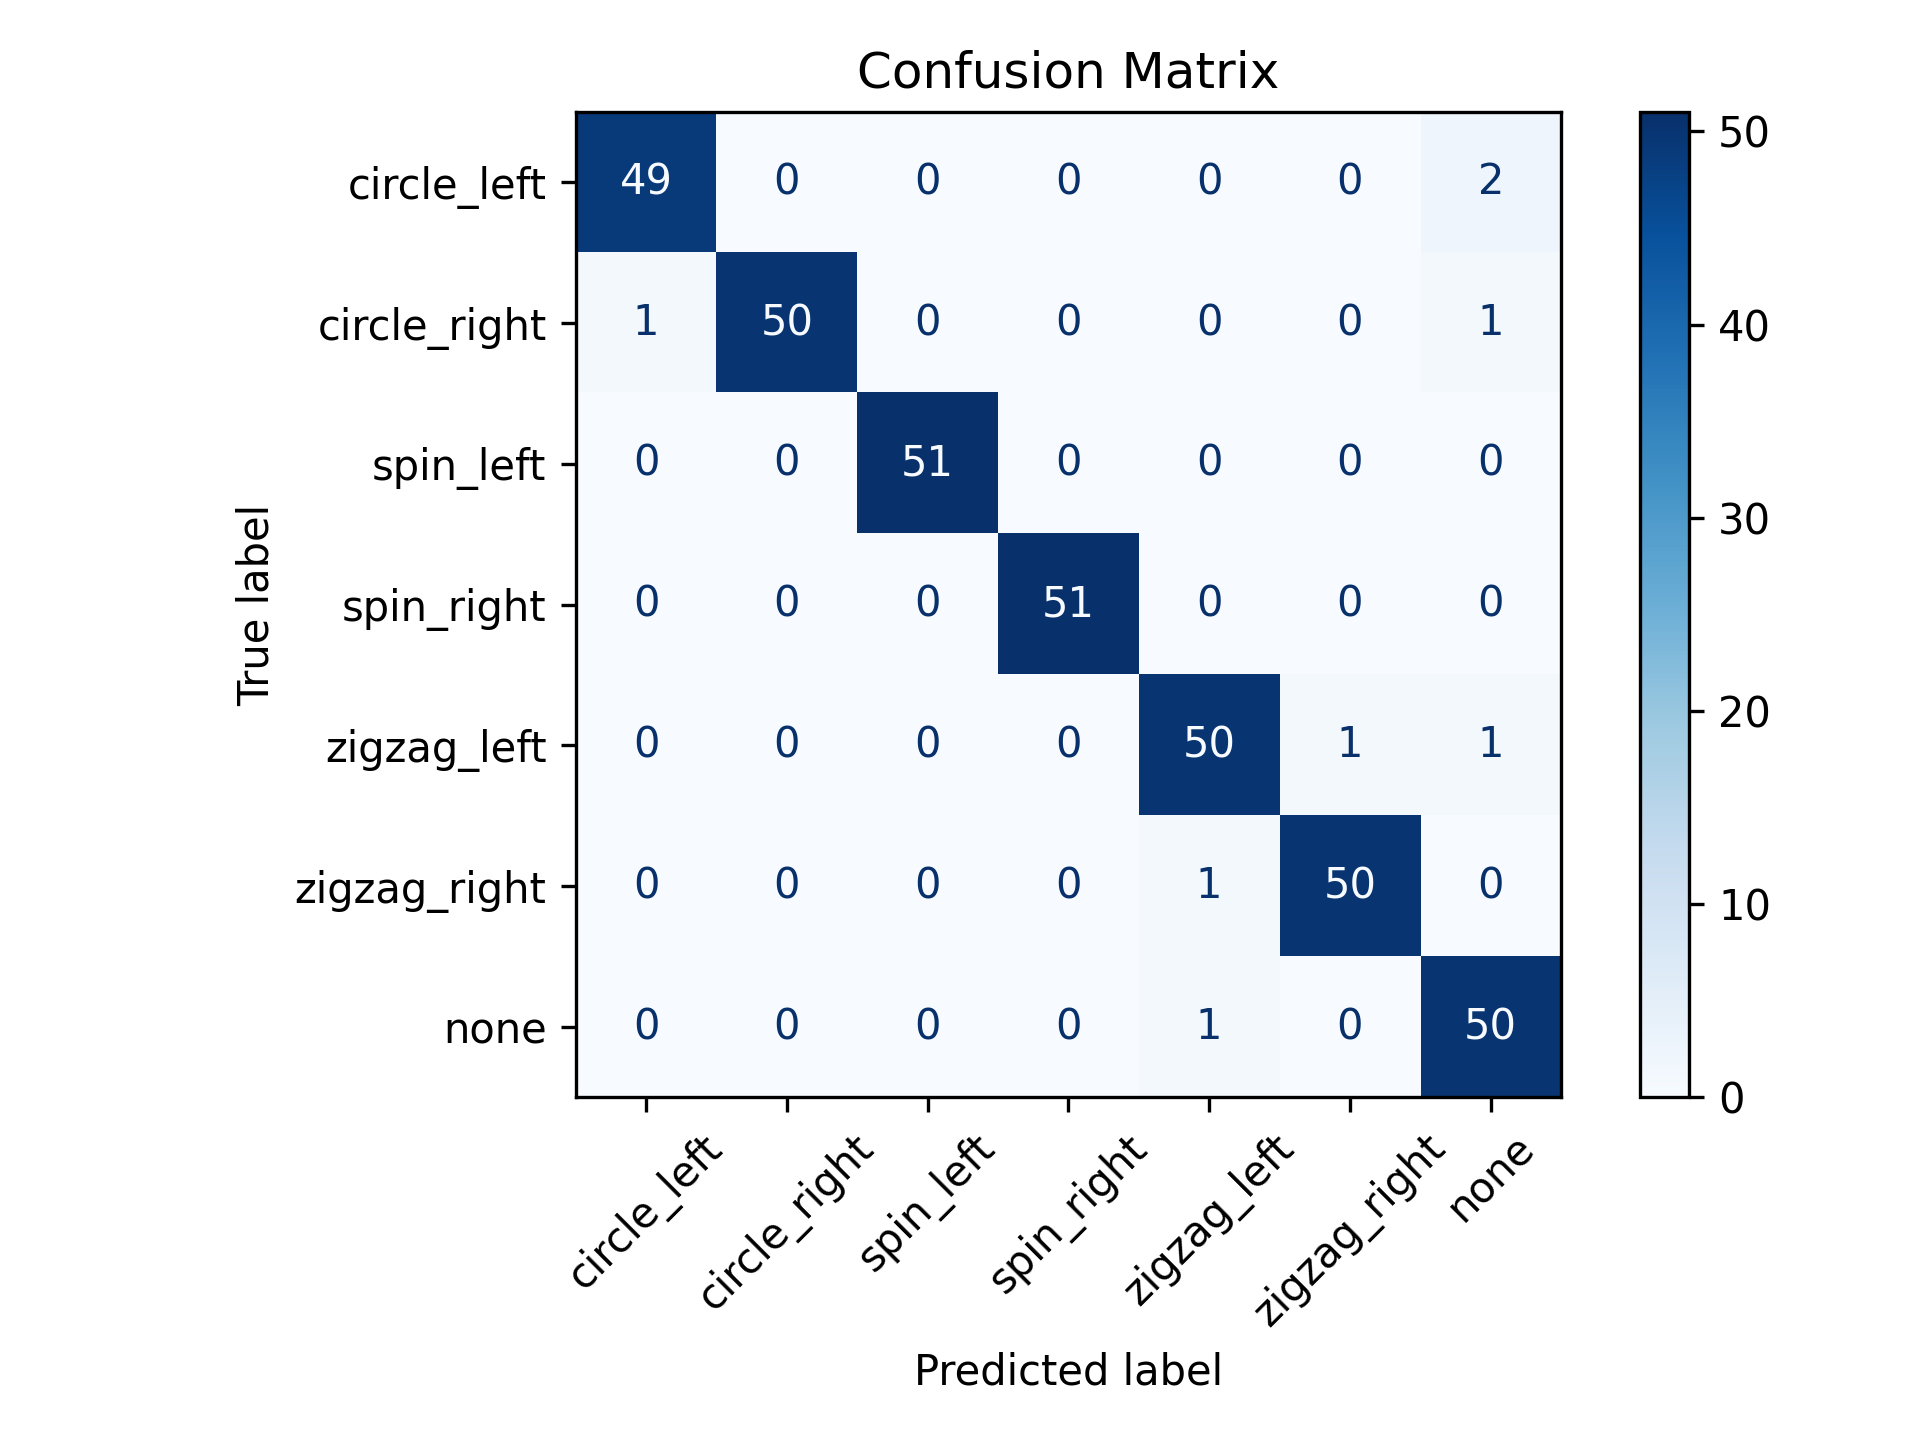 Confusion Matrix
circle_left 49 0 0 0 0 0 2
circle_right 1 50 0 0 0 0 1
spin_left 0 0 51 0 0 0 0
spin_right 0 0 0 51 0 0 0
zigzag_left 0 0 0 0 50 1 1
zigzag_right 0 0 0 0 1 50 0
none 0 0 0 0 1 0 50
True label
circle_left circle_right spin_left spin_right zigzag_left zigzag_right none
Predicted label
50
40
30
20
10
0